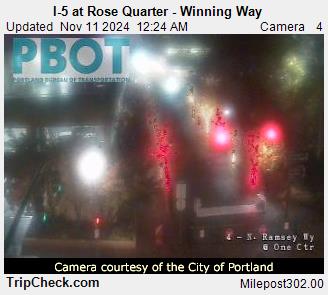 I-5 at Rose Quarter - Winning Way
Updated Nov 11 2024 12:24 AM Camera 4
PBOT
PORTLAND BUREAU OF TRANSPORTATION
4 - N. Ramsey Wy
@ One Ctr
Camera courtesy of the City of Portland
TripCheck.com Milepost302.00